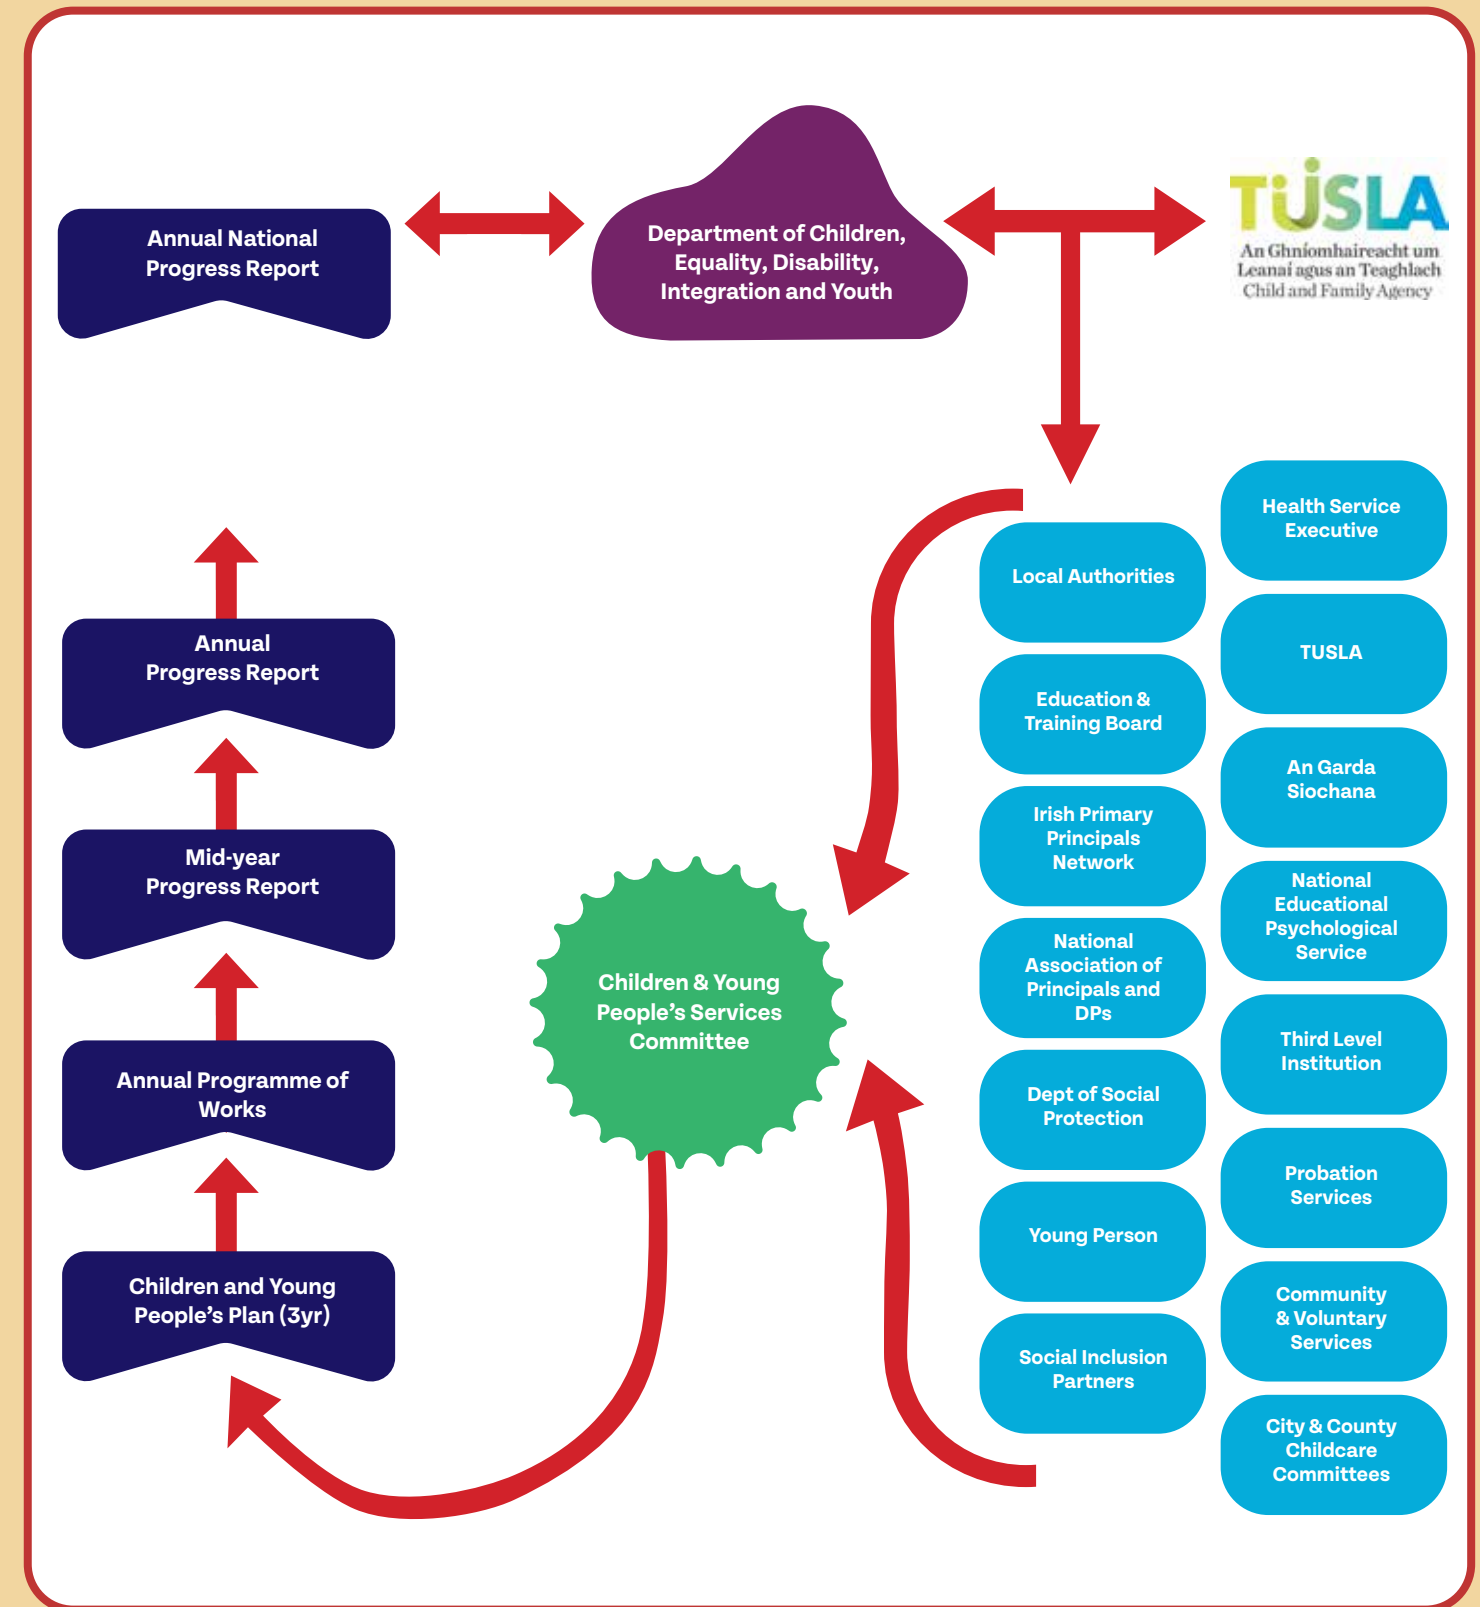 Annual National
Progress Report
Department of Children,
Equality, Disability,
Integration and Youth
TUSLA
An Ghníomhaireacht um
Leanaí agus an Teaghlach
Child and Family Agency
Annual
Progress Report
Mid-year
Progress Report
Annual Programme of
Works
Children and Young
People’s Plan (3yr)
Children & Young
People’s Services
Committee
Local Authorities
Education &
Training Board
Irish Primary
Principals
Network
National
Association of
Principals and
DPs
Dept of Social
Protection
Young Person
Social Inclusion
Partners
Health Service
Executive
TUSLA
An Garda
Siochana
National
Educational
Psychological
Service
Third Level
Institution
Probation
Services
Community
& Voluntary
Services
City & County
Childcare
Committees